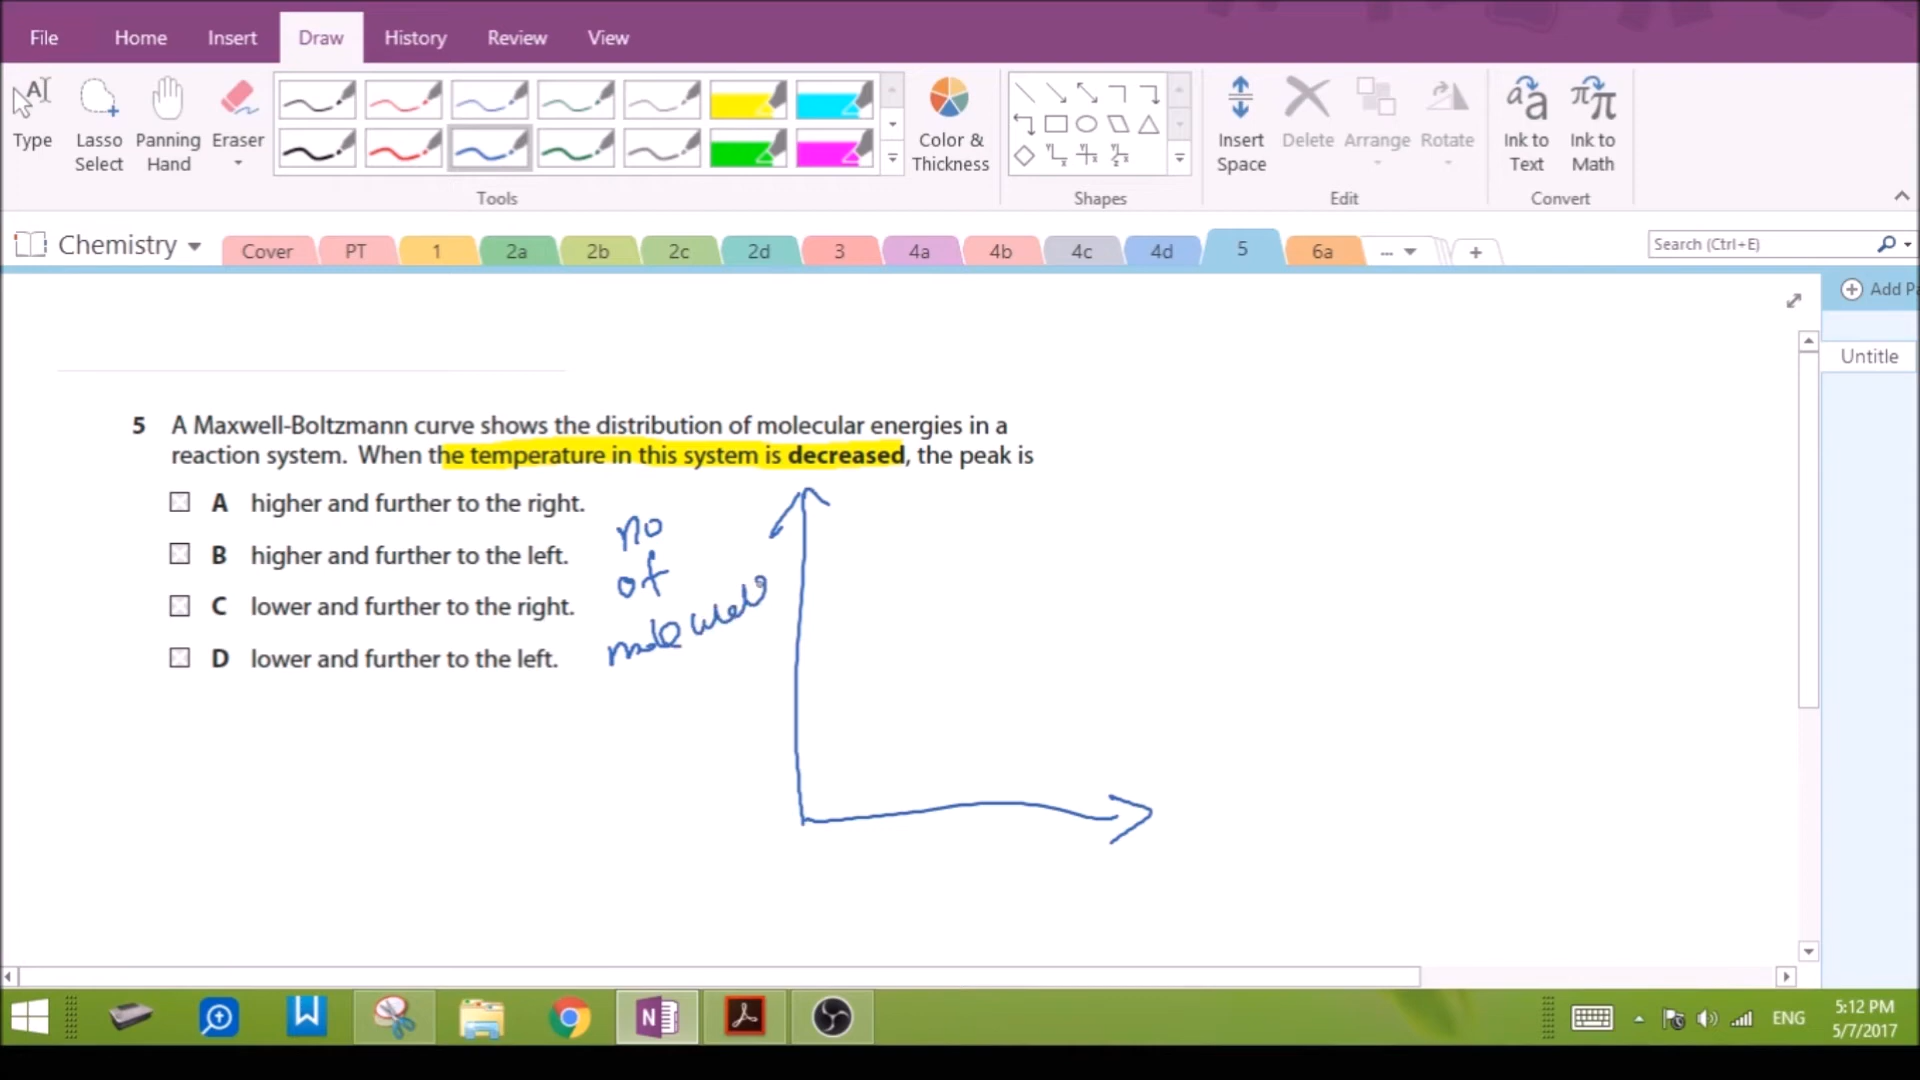 File Home Insert Draw History Review View
Type Lasso Select Panning Hand Eraser Color & Thickness Insert Space Delete Arrange Rotate Ink to Text Ink to Math
Tools Shapes Edit Convert
Chemistry Cover PT 1 2a 2b 2c 2d 3 4a 4b 4c 4d 5 6a ... + Search (Ctrl+E)
Add Pa
Untitle
5 A Maxwell-Boltzmann curve shows the distribution of molecular energies in a
reaction system. When the temperature in this system is decreased, the peak is
A higher and further to the right.
B higher and further to the left.
C lower and further to the right.
D lower and further to the left.
no
of
molecules
5:12 PM
ENG
5/7/2017